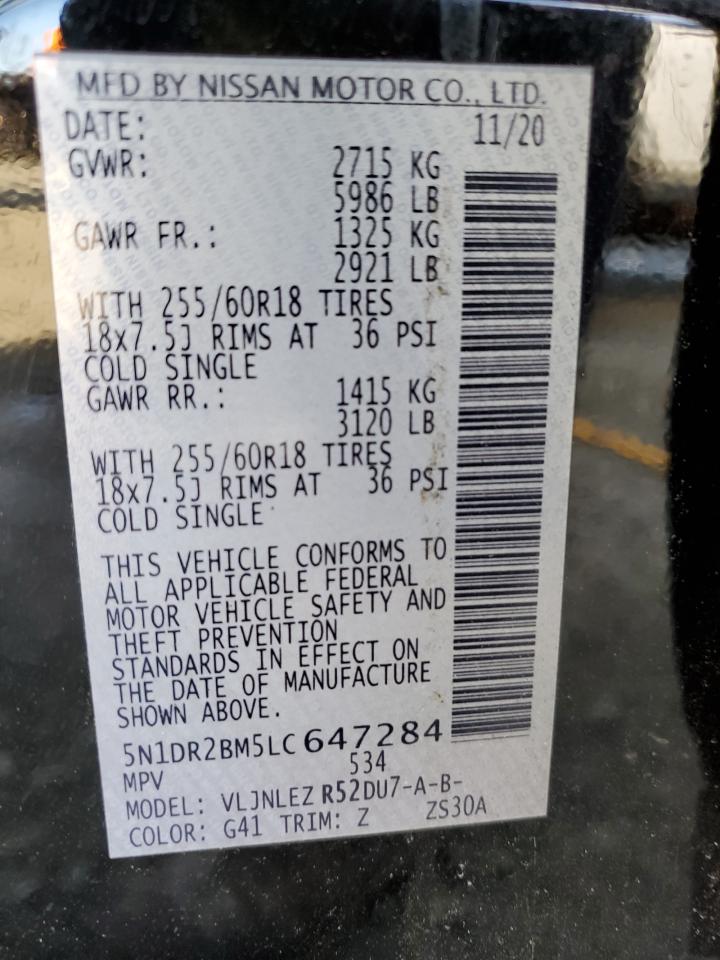 MFD BY NISSAN MOTOR CO., LTD.
DATE: 11/20
GVWR: 2715 KG
5986 LB
GAWR FR.: 1325 KG
2921 LB
WITH 255/60R18 TIRES
18x7.5J RIMS AT 36 PSI
COLD SINGLE
GAWR RR.: 1415 KG
3120 LB
WITH 255/60R18 TIRES
18x7.5J RIMS AT 36 PSI
COLD SINGLE
THIS VEHICLE CONFORMS TO
ALL APPLICABLE FEDERAL
MOTOR VEHICLE SAFETY AND
THEFT PREVENTION
STANDARDS IN EFFECT ON
THE DATE OF MANUFACTURE
SHOWN ABOVE.
5N1DR2BM5LC647284
MPV 534
MODEL: VLJNLEZ R52DU7-A-B-
COLOR: G41 TRIM: Z ZS30A